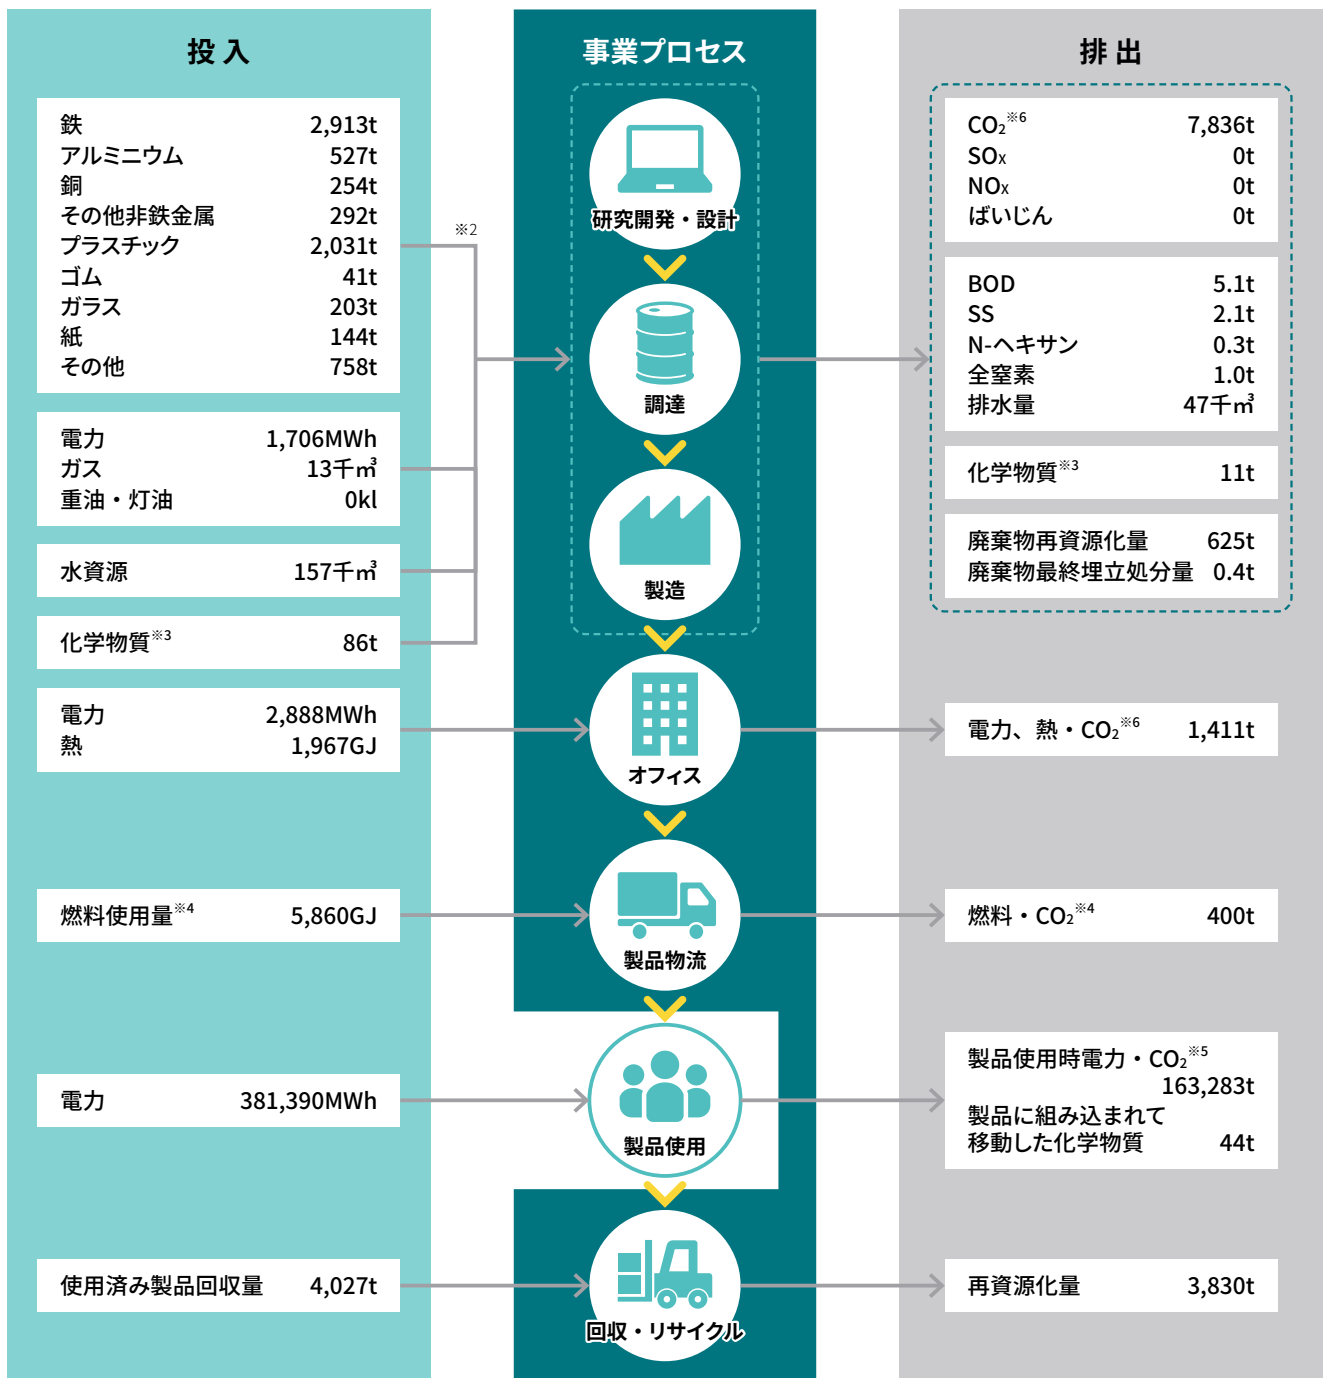 投入
鉄 2,913t
アルミニウム 527t
銅 254t
その他非鉄金属 292t
プラスチック 2,031t
ゴム 41t
ガラス 203t
紙 144t
その他 758t
電力 1,706MWh
ガス 13千㎥
重油・灯油 0kl
水資源 157千㎥
化学物質※3 86t
電力 2,888MWh
熱 1,967GJ
燃料使用量※4 5,860GJ
電力 381,390MWh
使用済み製品回収量 4,027t
※2
事業プロセス
研究開発・設計
調達
製造
オフィス
製品物流
製品使用
回収・リサイクル
排出
CO₂※6 7,836t
SOx 0t
NOx 0t
ばいじん 0t
BOD 5.1t
SS 2.1t
N-ヘキサン 0.3t
全窒素 1.0t
排水量 47千㎥
化学物質※3 11t
廃棄物再資源化量 625t
廃棄物最終埋立処分量 0.4t
電力、熱・CO₂※6 1,411t
燃料・CO₂※4 400t
製品使用時電力・CO₂※5
163,283t
製品に組み込まれて
移動した化学物質 44t
再資源化量 3,830t